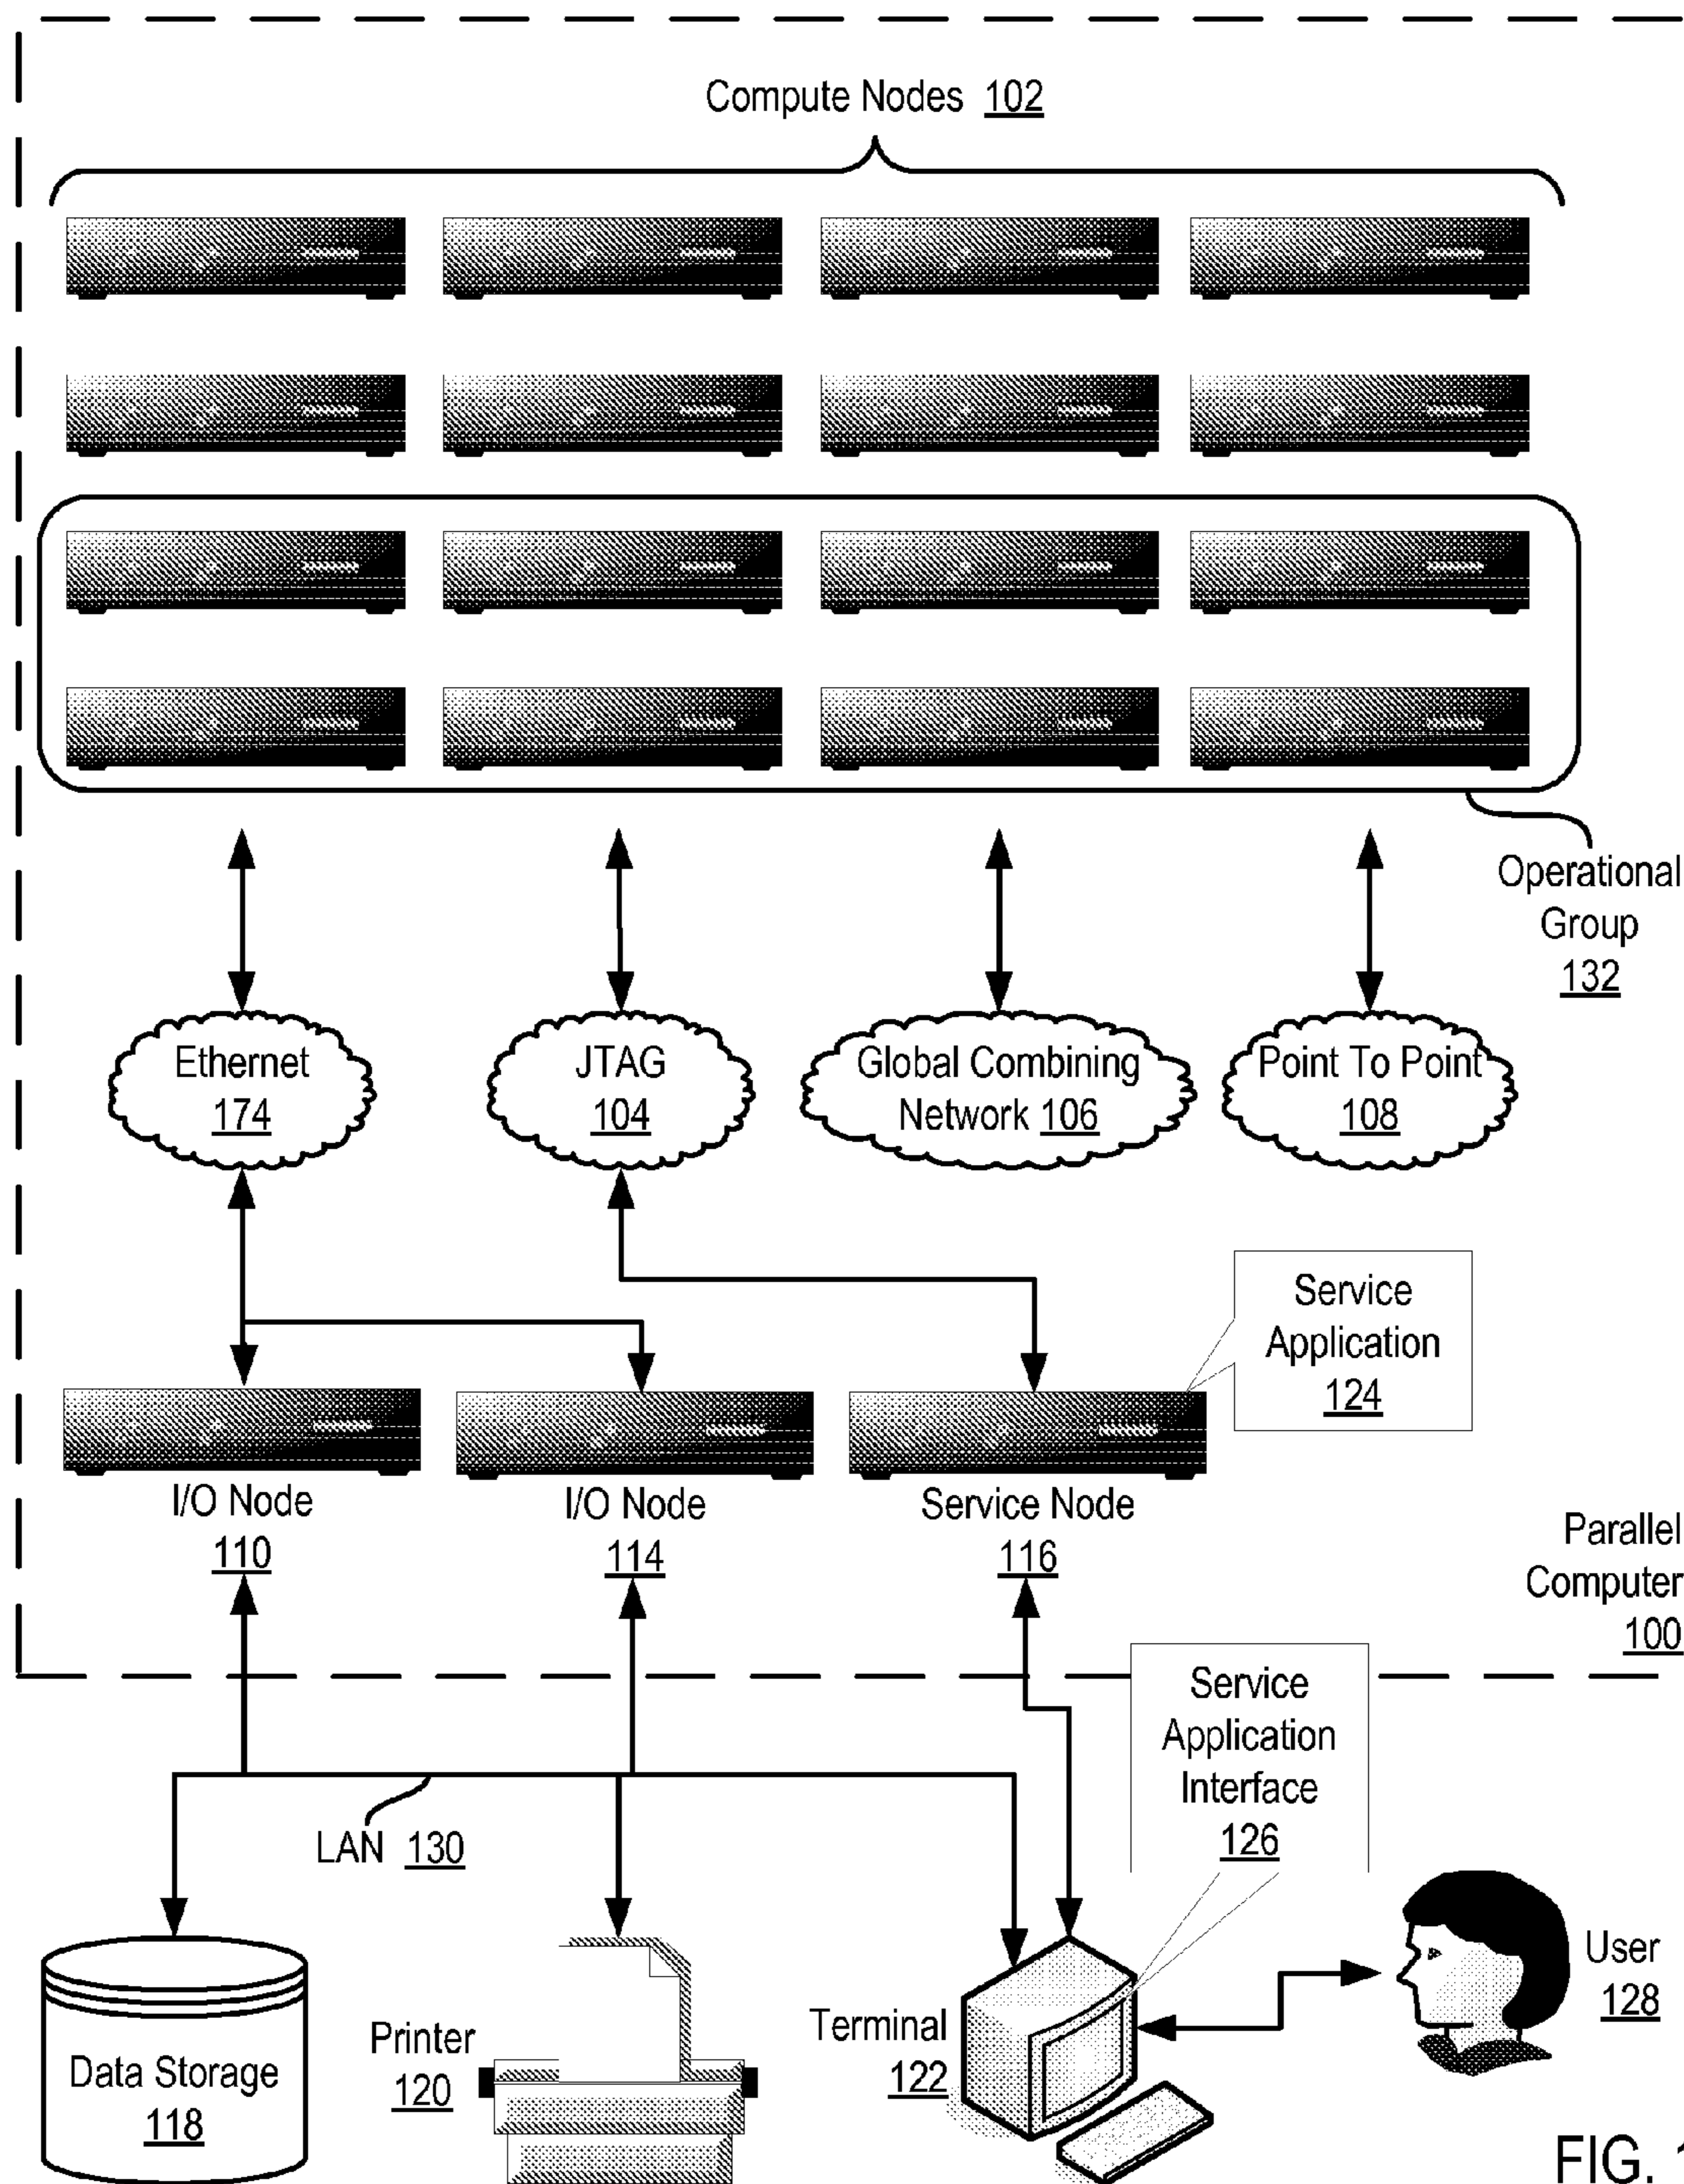 Compute Nodes 102
Operational
Group
132
Ethernet
174
JTAG
104
Global Combining
Network 106
Point To Point
108
Service
Application
124
I/O Node
110
I/O Node
114
Service Node
116
Parallel
Computer
100
Service
Application
Interface
126
LAN 130
Data Storage
118
Printer
120
Terminal
122
User
128
FIG. 1